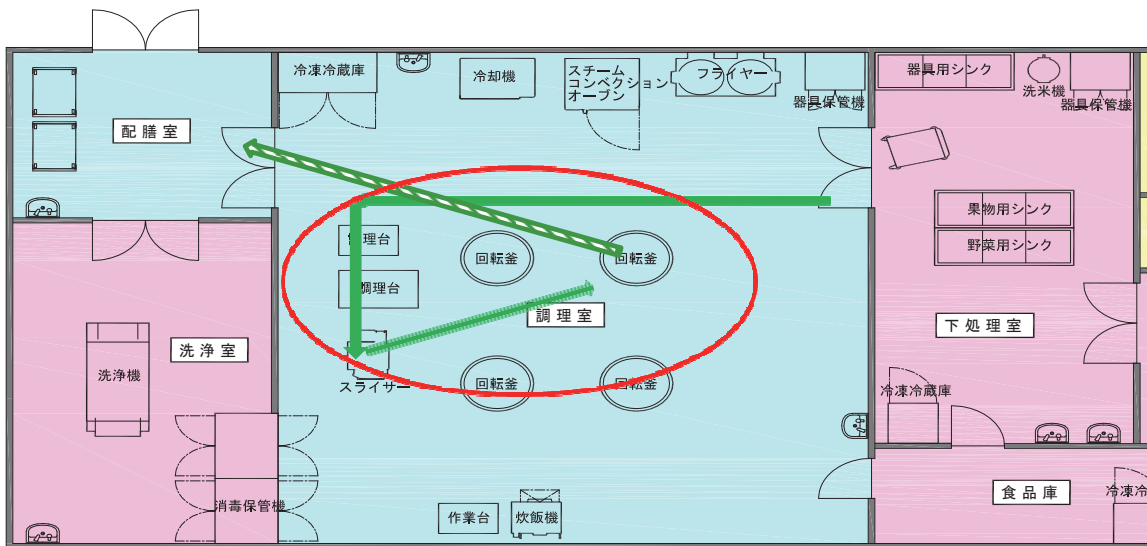 冷凍冷蔵庫
冷却機
スチーム
コンベクション
オーブン
フライヤー
器具保管機
器具用シンク
洗米機
器具保管機
配膳室
果物用シンク
野菜用シンク
理台
調理台
回転釜
回転釜
調理室
下処理室
洗浄室
洗浄機
スライサー
回転釜
回転釜
冷凍冷蔵庫
消毒保管機
作業台
炊飯機
食品庫
冷凍冷